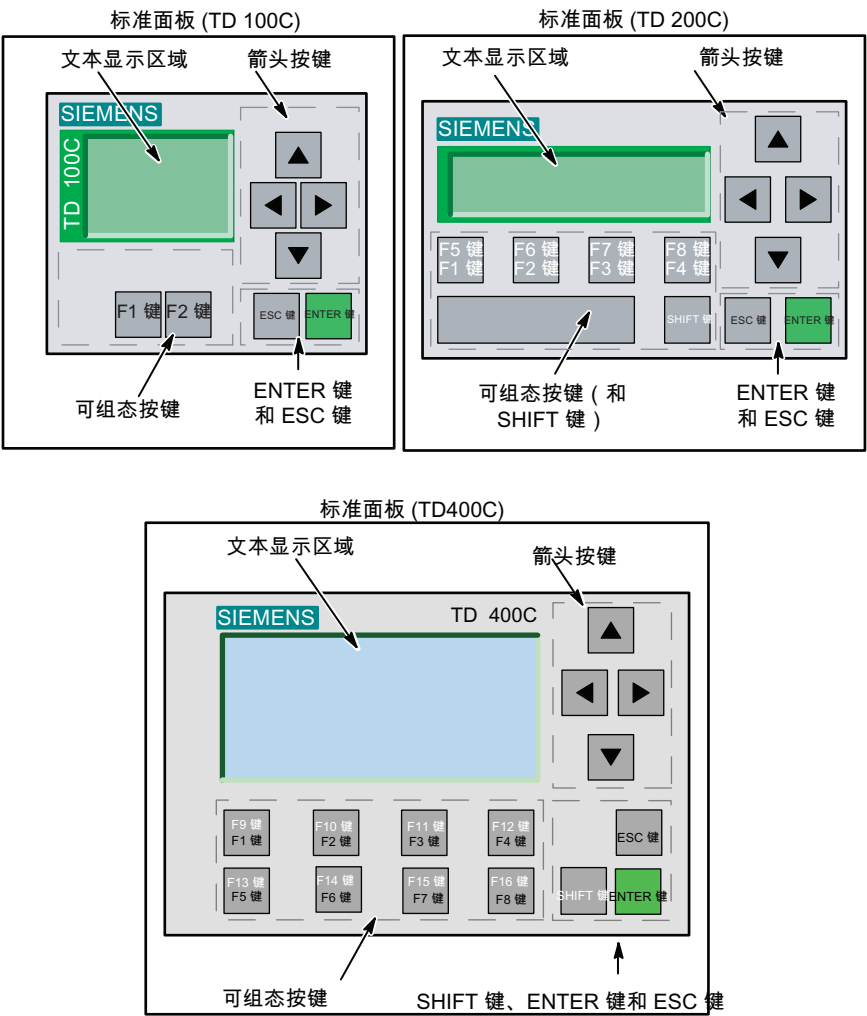 标准面板 (TD 100C)
文本显示区域
箭头按键
SIEMENS
TD 100C
F1 键
F2 键
ESC 键
ENTER 键
可组态按键
ENTER 键
和 ESC 键
标准面板 (TD 200C)
文本显示区域
箭头按键
SIEMENS
F5 键
F1 键
F6 键
F2 键
F7 键
F3 键
F8 键
F4 键
SHIFT 键
ESC 键
ENTER 键
可组态按键（和
SHIFT 键）
ENTER 键
和 ESC 键
标准面板 (TD400C)
文本显示区域
箭头按键
SIEMENS
TD 400C
F9 键
F1 键
F10 键
F2 键
F11 键
F3 键
F12 键
F4 键
ESC 键
F13 键
F5 键
F14 键
F6 键
F15 键
F7 键
F16 键
F8 键
SHIFT 键
ENTER 键
可组态按键
SHIFT 键、ENTER 键和 ESC 键